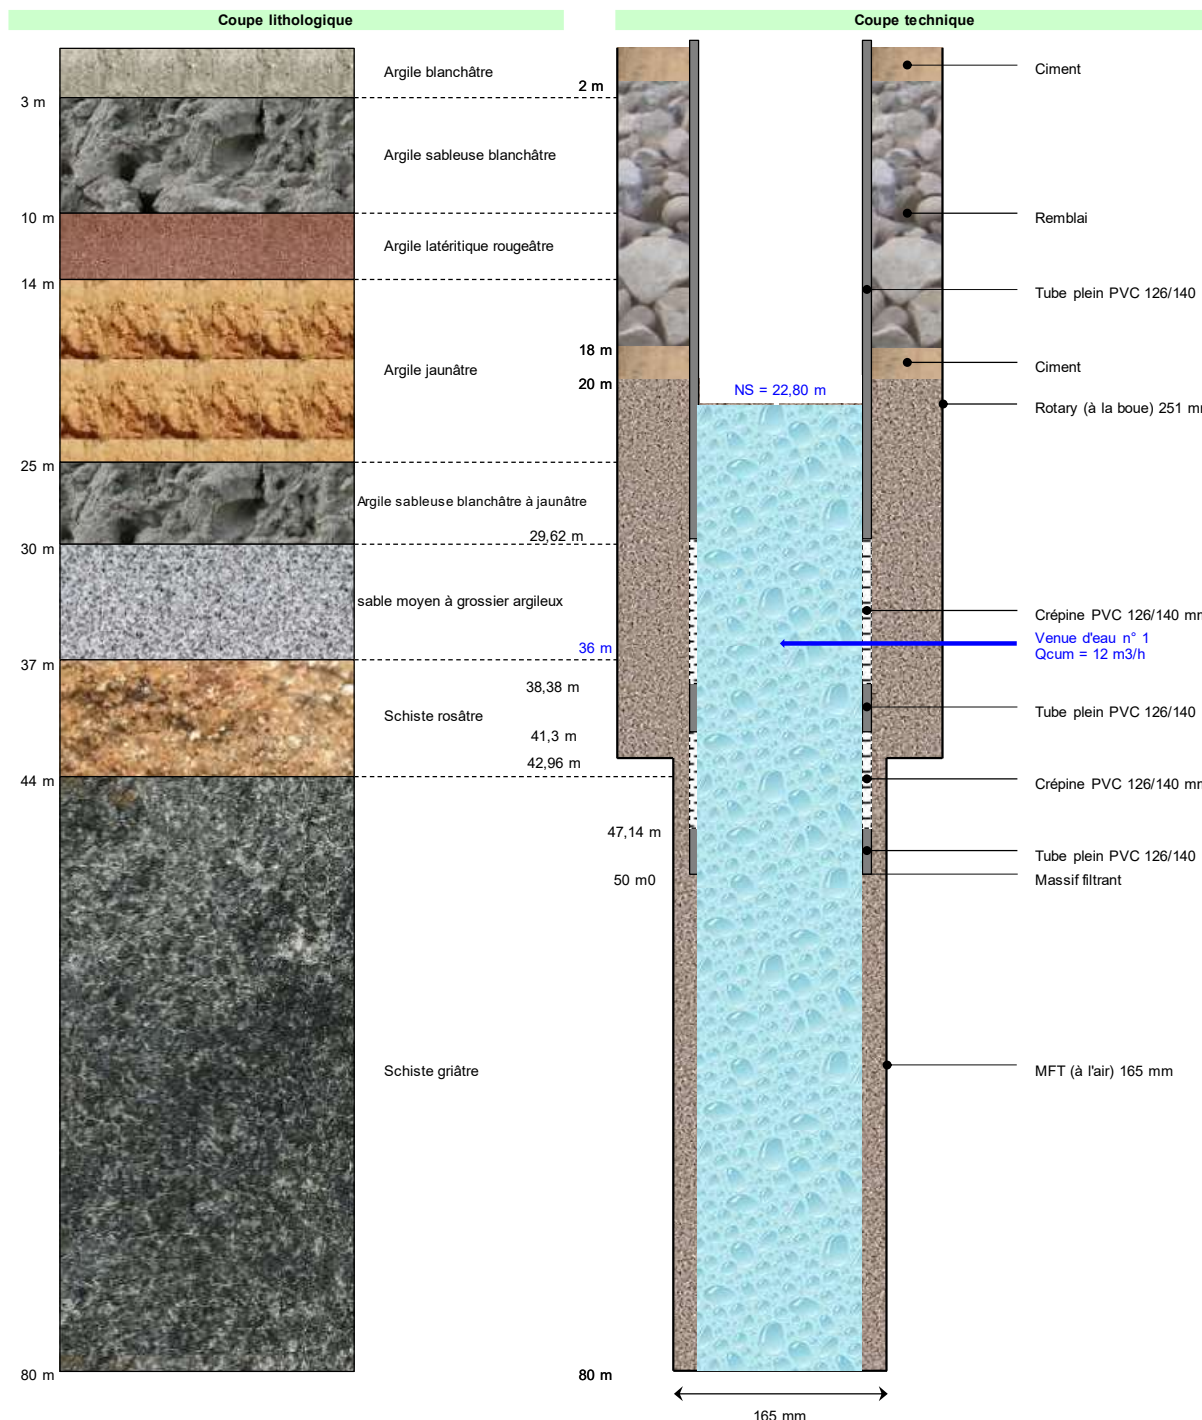 Coupe lithologique
Coupe technique
Argile blanchâtre
Ciment
2 m
3 m
Argile sableuse blanchâtre
10 m
Remblai
Argile latéritique rougeâtre
14 m
Tube plein PVC 126/140
18 m
Argile jaunâtre
Ciment
20 m
NS = 22,80 m
Rotary (à la boue) 251 m
25 m
Argile sableuse blanchâtre à jaunâtre
29,62 m
30 m
sable moyen à grossier argileux
Crépine PVC 126/140 mm
Venue d'eau n° 1
Qcum = 12 m3/h
36 m
37 m
38,38 m
Schiste rosâtre
Tube plein PVC 126/140
41,3 m
42,96 m
44 m
Crépine PVC 126/140 mm
47,14 m
Tube plein PVC 126/140
50 m0
Massif filtrant
Schiste griâtre
MFT (à l'air) 165 mm
80 m
80 m
165 mm